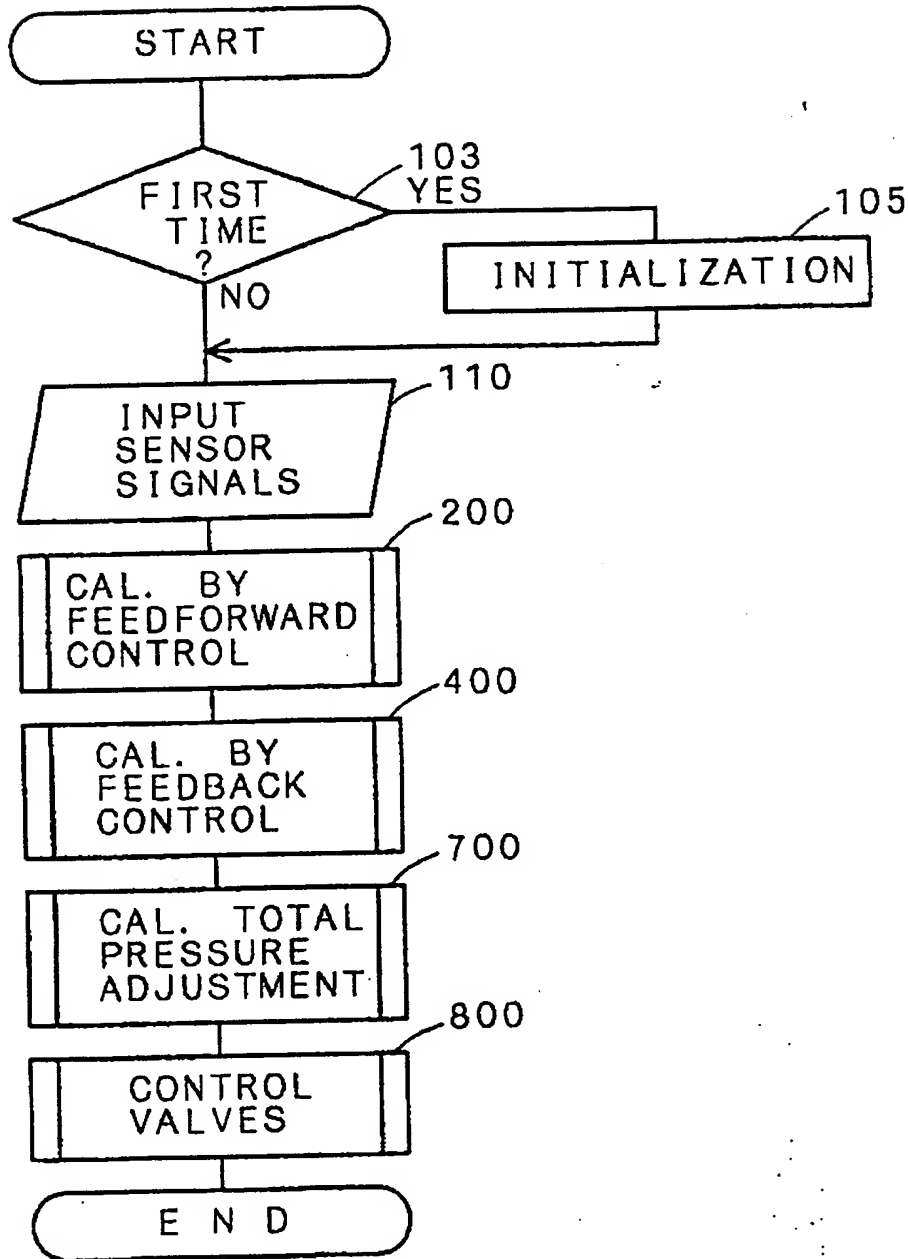 START
103
FIRST
TIME
?
YES
105
INITIALIZATION
NO
110
INPUT
SENSOR
SIGNALS
200
CAL. BY
FEEDFORWARD
CONTROL
400
CAL. BY
FEEDBACK
CONTROL
700
CAL. TOTAL
PRESSURE
ADJUSTMENT
800
CONTROL
VALVES
END